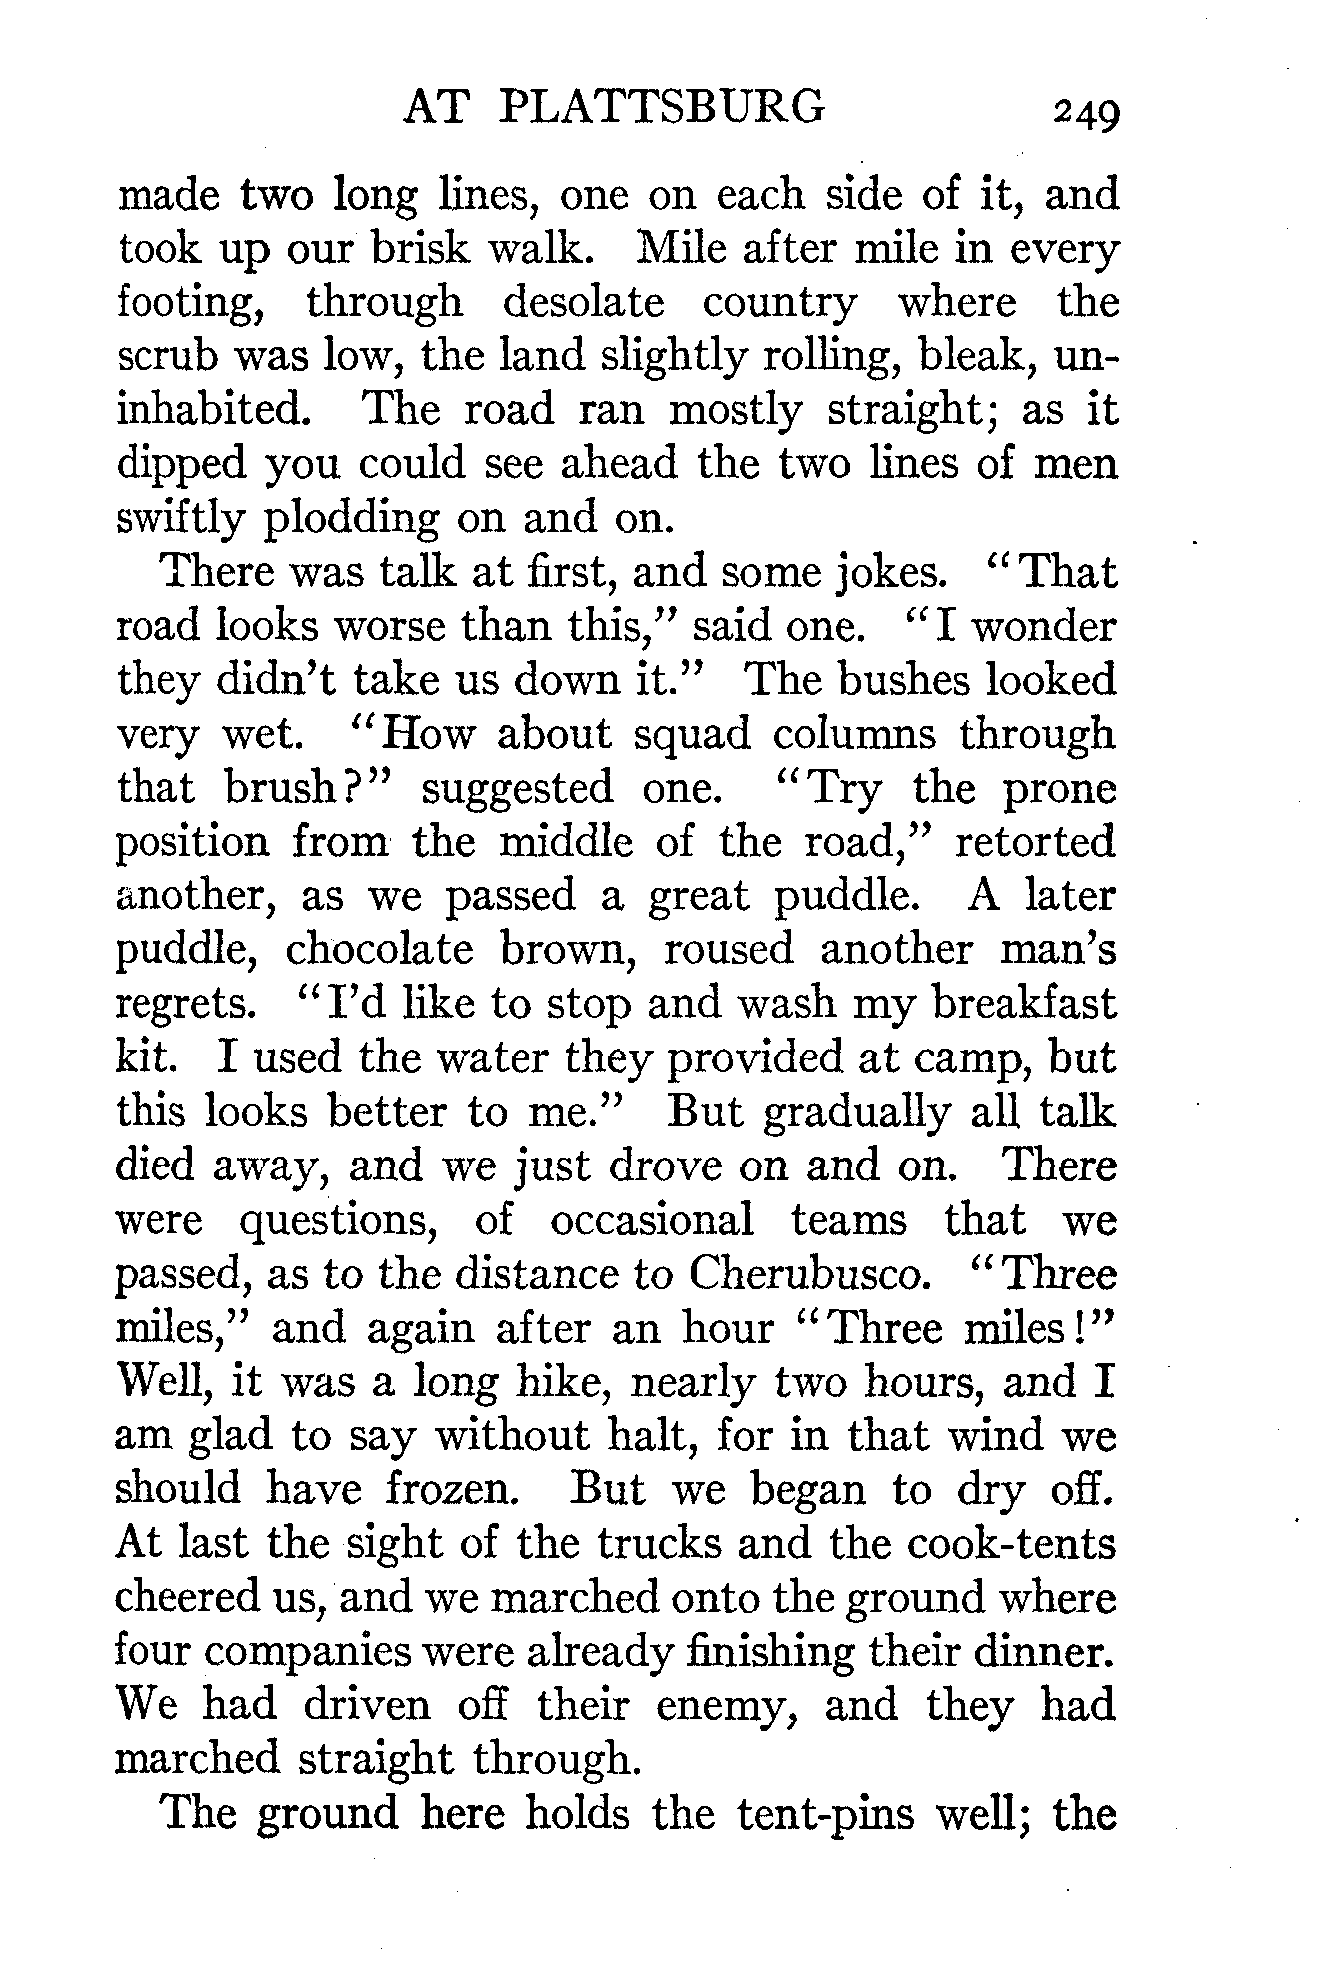 AT PLATTSBURG 249
made two long lines, one on each side of it, and
took up our brisk walk. Mile after mile in every
footing, through desolate country where the
scrub was low, the land slightly rolling, bleak, un-
inhabited. The road ran mostly straight; as it
dipped you could see ahead the two lines of men
swiftly plodding on and on.
There was talk at first, and some jokes. "That
road looks worse than this," said one. "I wonder
they didn't take us down it." The bushes looked
very wet. "How about squad columns through
that brush?" suggested one. "Try the prone
position from the middle of the road," retorted
another, as we passed a great puddle. A later
puddle, chocolate brown, roused another man's
regrets. "I'd like to stop and wash my breakfast
kit. I used the water they provided at camp, but
this looks better to me." But gradually all talk
died away, and we just drove on and on. There
were questions, of occasional teams that we
passed, as to the distance to Cherubusco. "Three
miles," and again after an hour "Three miles!"
Well, it was a long hike, nearly two hours, and I
am glad to say without halt, for in that wind we
should have frozen. But we began to dry off.
At last the sight of the trucks and the cook-tents
cheered us, and we marched onto the ground where
four companies were already finishing their dinner.
We had driven off their enemy, and they had
marched straight through.
The ground here holds the tent-pins well; the